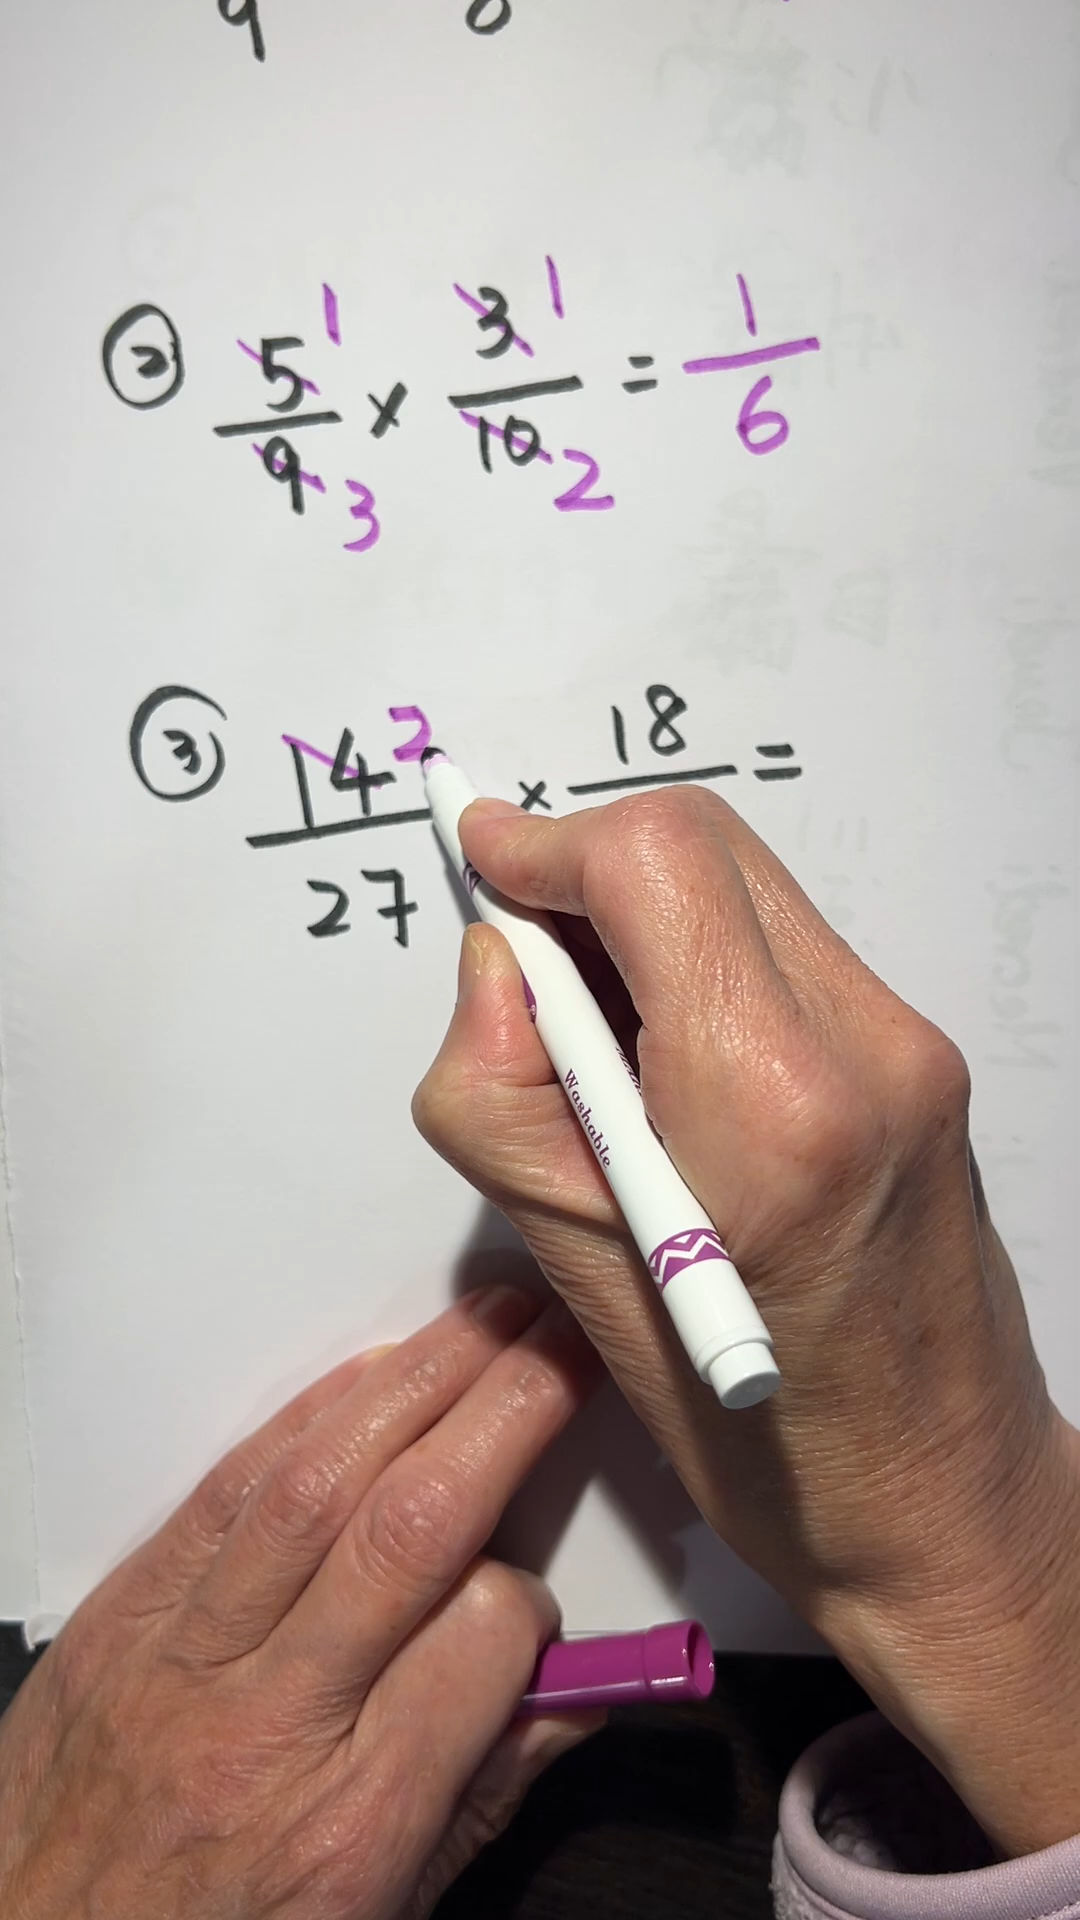 ② 5/9 1 3 × 3/10 1 2 = 1/6
③ 14/27 2 × 18 =
Washable